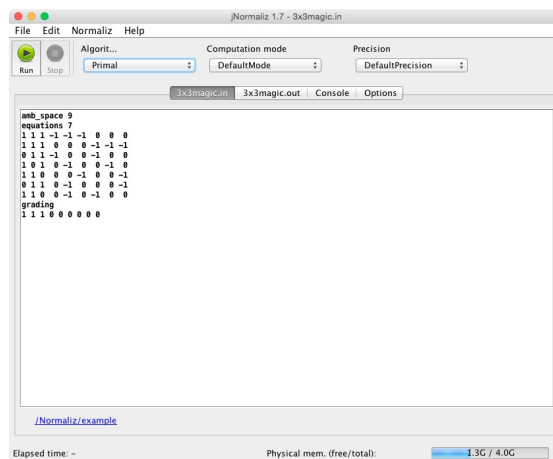 jNormaliz 1.7 - 3x3magic.in
File Edit Normaliz Help
Run Stop Algorit... Computation mode Precision
Primal DefaultMode DefaultPrecision
3x3magic.in 3x3magic.out Console Options
amb_space 9
equations 7
1 1 1 -1 -1 -1 0 0 0
1 1 1 0 0 0 -1 -1 -1
0 1 1 -1 0 0 -1 0 0
1 0 1 0 -1 0 0 -1 0
1 1 0 0 0 -1 0 0 -1
0 1 1 0 -1 0 0 0 -1
1 1 0 0 -1 0 -1 0 0
grading
1 1 1 0 0 0 0 0 0
/Normaliz/example
Elapsed time: – Physical mem. (free/total): 1.3G / 4.0G